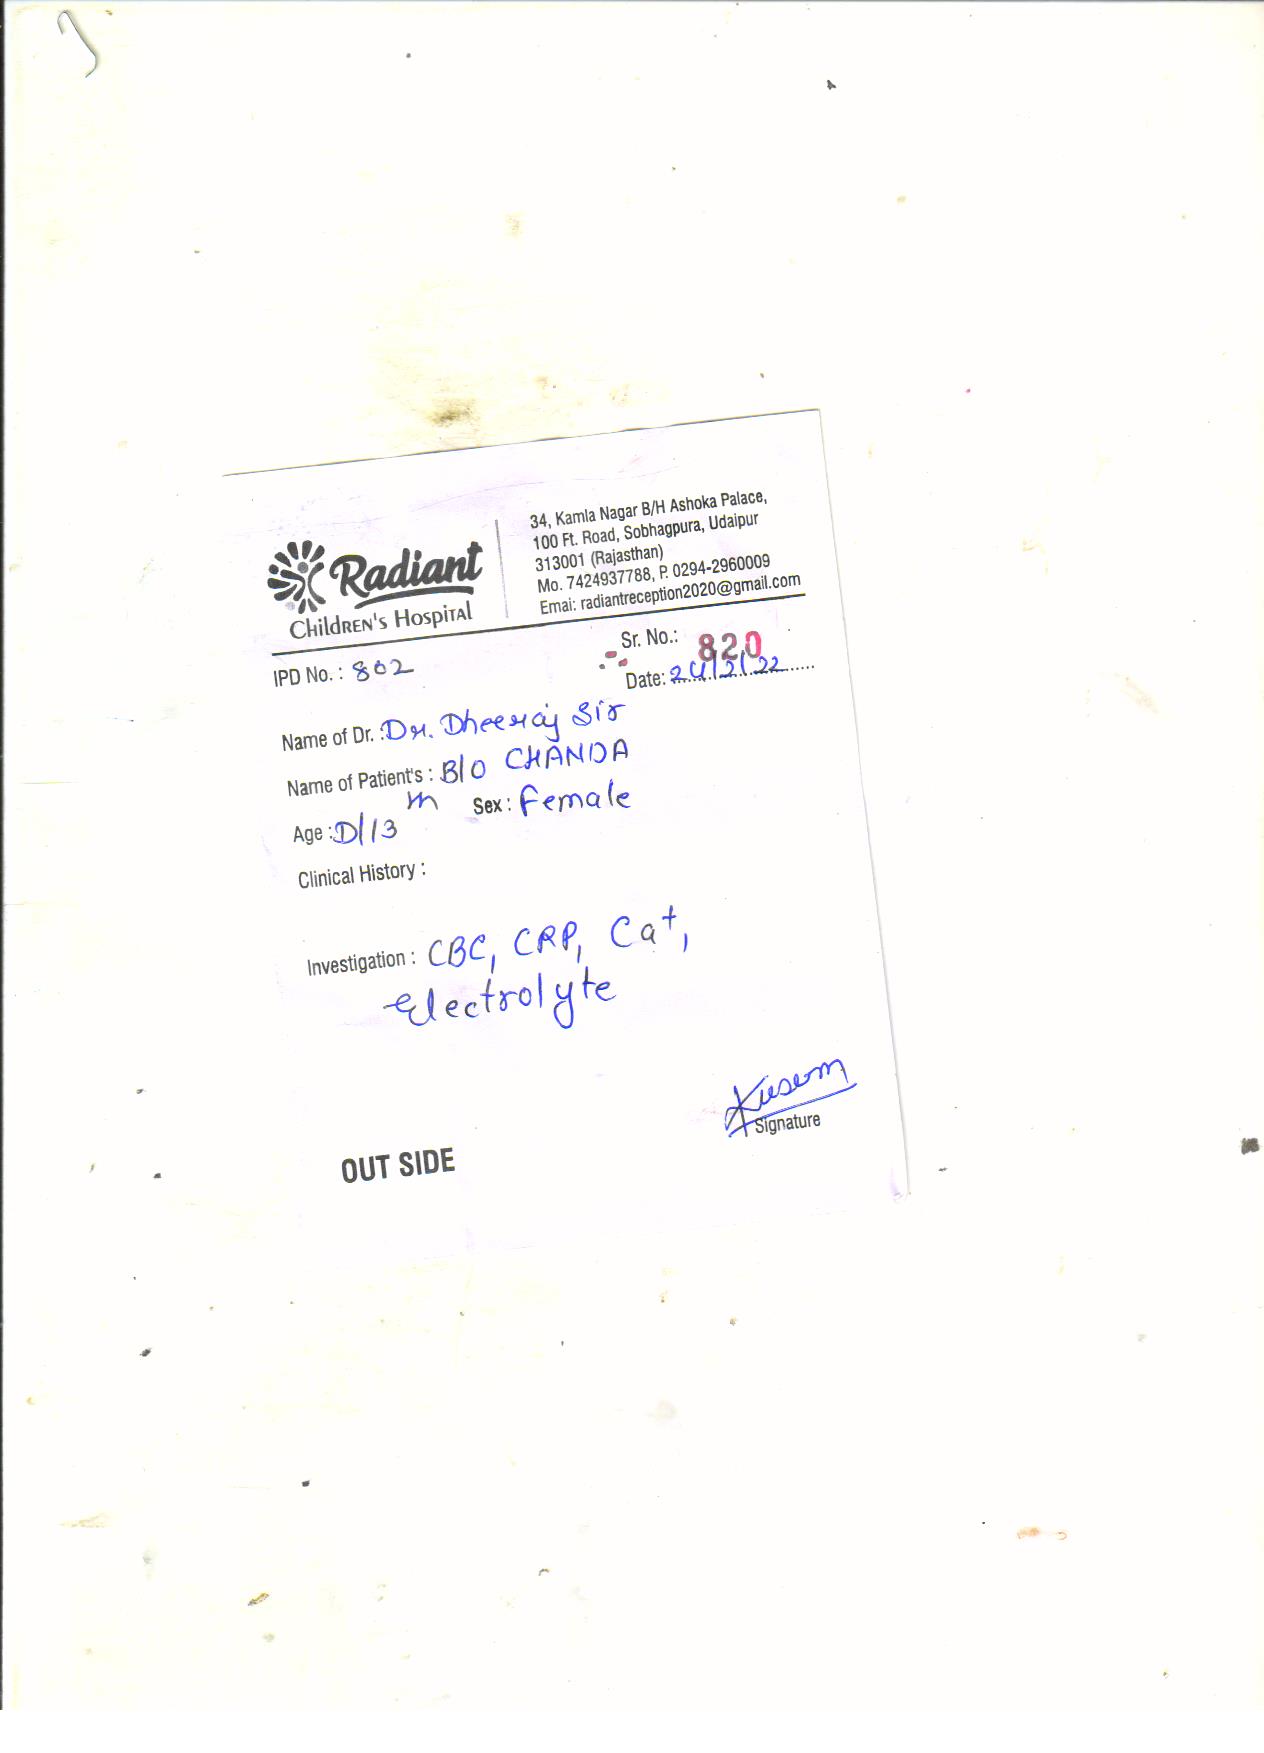 Radiant
Children's Hospital
34, Kamla Nagar B/H Ashoka Palace,
100 Ft. Road, Sobhagpura, Udaipur
313001 (Rajasthan)
Mo. 7424937788, P. 0294-2960009
Emai: radiantreception2020@gmail.com
IPD No. : 802
Sr. No.: 820
Date: 24/2/22
Name of Dr. : Dr. Dheeraj Sir
Name of Patient's : B/O CHANDA
Age : D/13 m Sex : Female
Clinical History :
Investigation : CBC, CRP, Ca+,
Electrolyte
Kusum
Signature
OUT SIDE